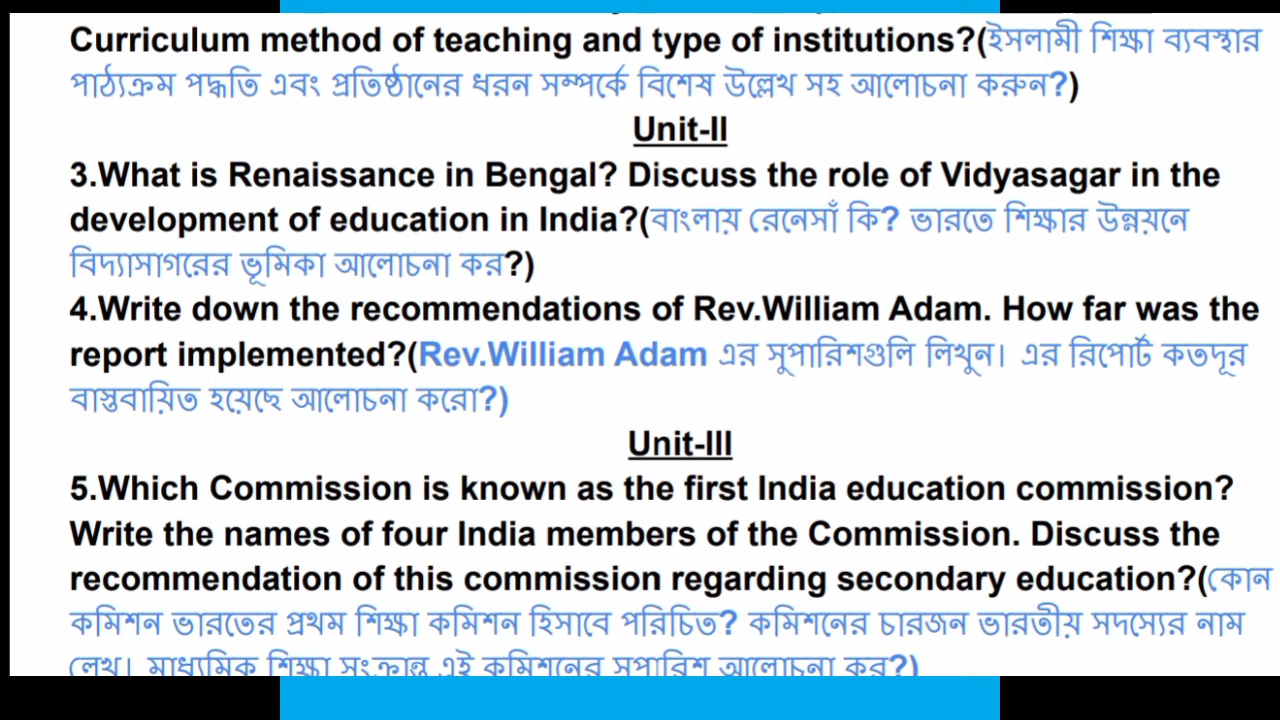 Curriculum method of teaching and type of institutions?(ইসলামী শিক্ষা ব্যবস্থার
পাঠ্যক্রম পদ্ধতি এবং প্রতিষ্ঠানের ধরন সম্পর্কে বিশেষ উল্লেখ সহ আলোচনা করুন?)
Unit-II
3.What is Renaissance in Bengal? Discuss the role of Vidyasagar in the
development of education in India?(বাংলায় রেনেসাঁ কি? ভারতে শিক্ষার উন্নয়নে
বিদ্যাসাগরের ভূমিকা আলোচনা কর?)
4.Write down the recommendations of Rev.William Adam. How far was the
report implemented?(Rev.William Adam এর সুপারিশগুলি লিখুন। এর রিপোর্ট কতদূর
বাস্তবায়িত হয়েছে আলোচনা করো?)
Unit-III
5.Which Commission is known as the first India education commission?
Write the names of four India members of the Commission. Discuss the
recommendation of this commission regarding secondary education?(কোন
কমিশন ভারতের প্রথম শিক্ষা কমিশন হিসাবে পরিচিত? কমিশনের চারজন ভারতীয় সদস্যের নাম
লেখ। মাধ্যমিক শিক্ষা সংক্রান্ত এই কমিশনের সুপারিশ আলোচনা কর?)